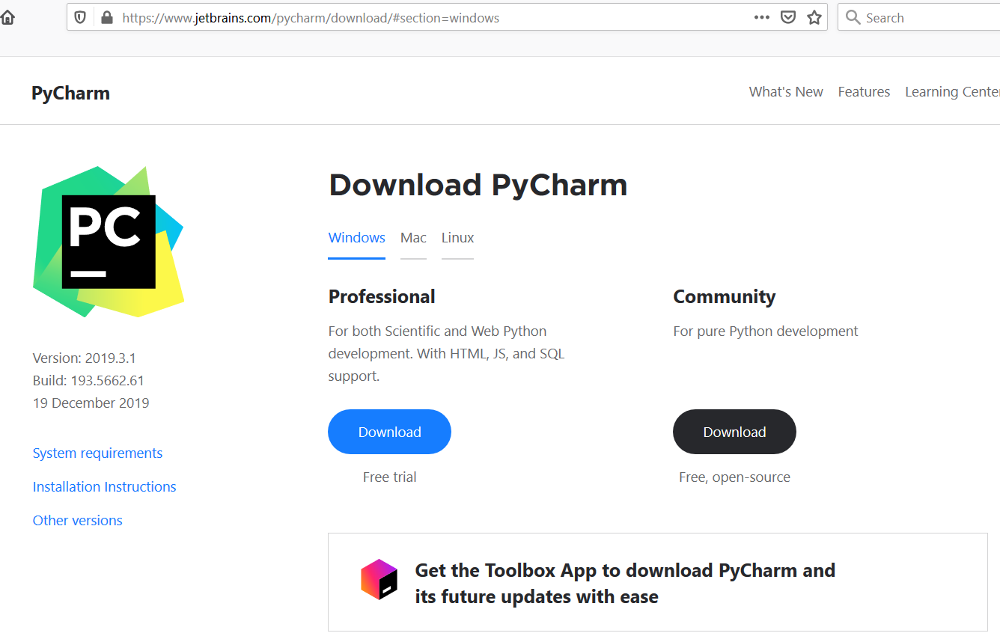 https://www.jetbrains.com/pycharm/download/#section=windows
Search
PyCharm
What's New Features Learning Center
PC
Download PyCharm
Windows Mac Linux
Professional
For both Scientific and Web Python
development. With HTML, JS, and SQL
support.
Download
Free trial
Community
For pure Python development
Download
Free, open-source
Version: 2019.3.1
Build: 193.5662.61
19 December 2019
System requirements
Installation Instructions
Other versions
Get the Toolbox App to download PyCharm and
its future updates with ease